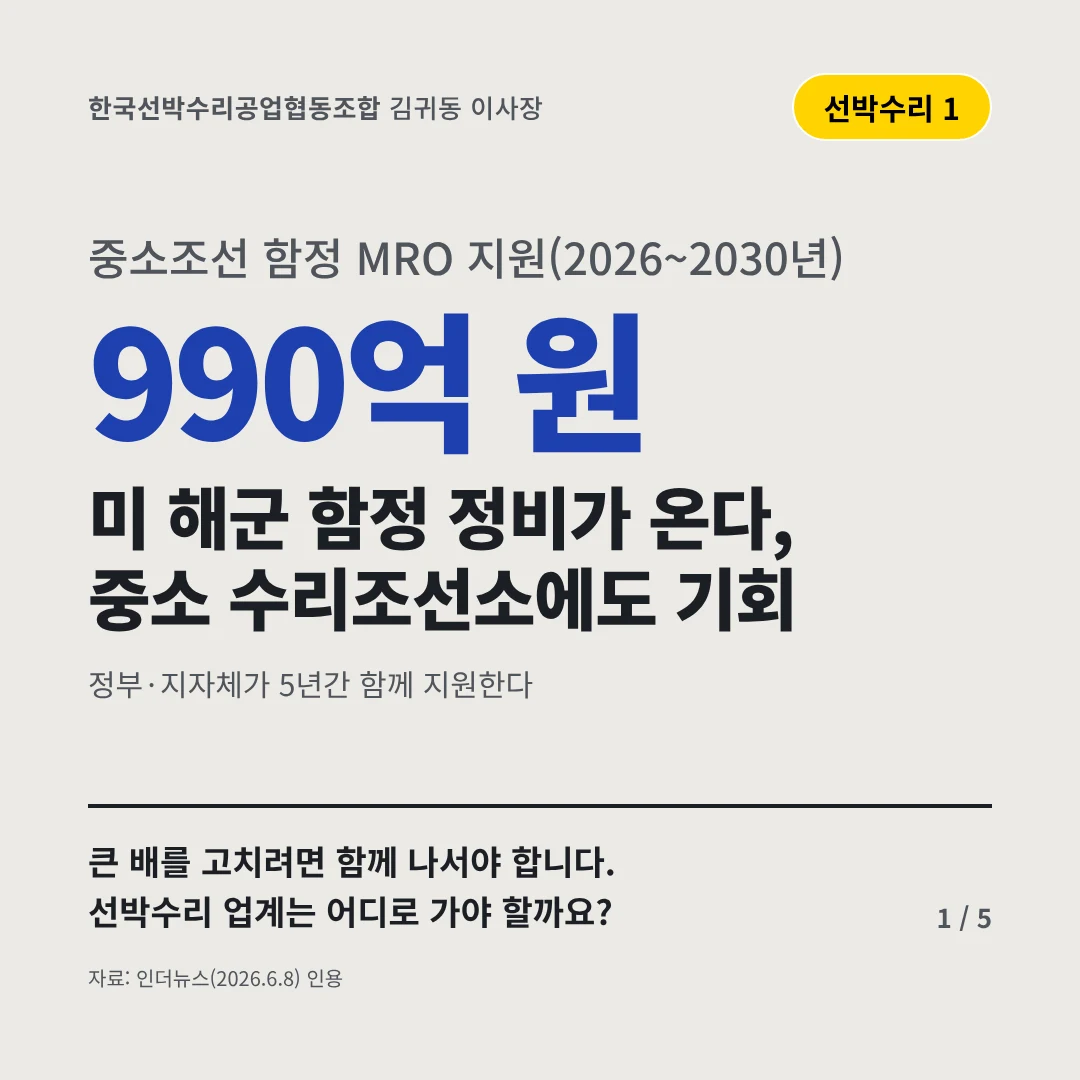 한국선박수리공업협동조합 김귀동 이사장
선박수리 1
중소조선 함정 MRO 지원(2026~2030년)
990억 원
미 해군 함정 정비가 온다,
중소 수리조선소에도 기회
정부·지자체가 5년간 함께 지원한다
큰 배를 고치려면 함께 나서야 합니다.
선박수리 업계는 어디로 가야 할까요?
1 / 5
자료: 인더뉴스(2026.6.8) 인용